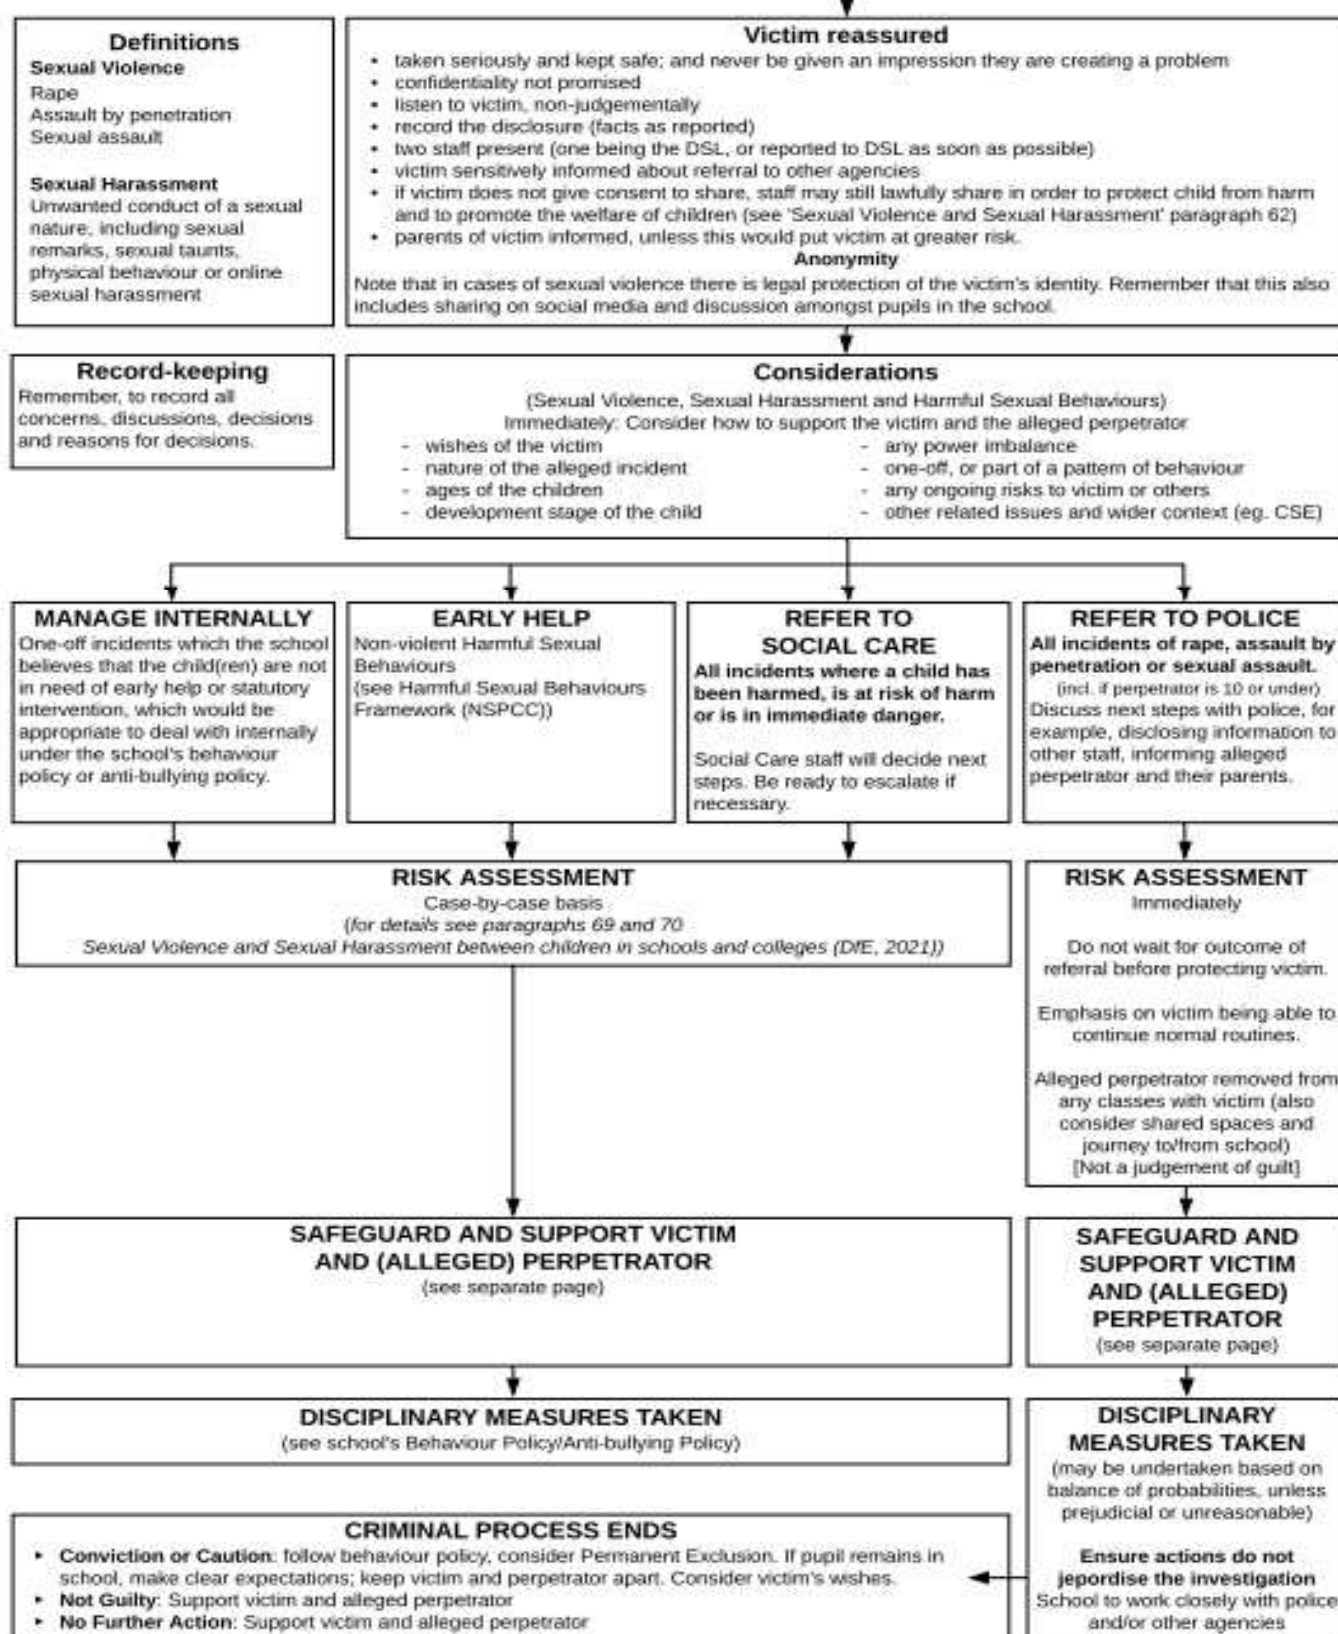 Definitions
Sexual Violence
Rape
Assault by penetration
Sexual assault
Sexual Harassment
Unwanted conduct of a sexual
nature, including sexual
remarks, sexual taunts,
physical behaviour or online
sexual harassment
Victim reassured
• taken seriously and kept safe; and never be given an impression they are creating a problem
• confidentiality not promised
• listen to victim, non-judgementally
• record the disclosure (facts as reported)
• two staff present (one being the DSL, or reported to DSL as soon as possible)
• victim sensitively informed about referral to other agencies
• if victim does not give consent to share, staff may still lawfully share in order to protect child from harm
and to promote the welfare of children (see 'Sexual Violence and Sexual Harassment' paragraph 62)
• parents of victim informed, unless this would put victim at greater risk.
Anonymity
Note that in cases of sexual violence there is legal protection of the victim's identity. Remember that this also
includes sharing on social media and discussion amongst pupils in the school.
Record-keeping
Remember, to record all
concerns, discussions, decisions
and reasons for decisions.
Considerations
(Sexual Violence, Sexual Harassment and Harmful Sexual Behaviours)
Immediately: Consider how to support the victim and the alleged perpetrator
- wishes of the victim
- nature of the alleged incident
- ages of the children
- development stage of the child
- any power imbalance
- one-off, or part of a pattern of behaviour
- any ongoing risks to victim or others
- other related issues and wider context (eg. CSE)
MANAGE INTERNALLY
One-off incidents which the school
believes that the child(ren) are not
in need of early help or statutory
intervention, which would be
appropriate to deal with internally
under the school's behaviour
policy or anti-bullying policy.
EARLY HELP
Non-violent Harmful Sexual
Behaviours
(see Harmful Sexual Behaviours
Framework (NSPCC))
REFER TO
SOCIAL CARE
All incidents where a child has
been harmed, is at risk of harm
or is in immediate danger.
Social Care staff will decide next
steps. Be ready to escalate if
necessary.
REFER TO POLICE
All incidents of rape, assault by
penetration or sexual assault.
(incl. if perpetrator is 10 or under)
Discuss next steps with police, for
example, disclosing information to
other staff, informing alleged
perpetrator and their parents.
RISK ASSESSMENT
Case-by-case basis
(for details see paragraphs 69 and 70
Sexual Violence and Sexual Harassment between children in schools and colleges (DfE, 2021))
RISK ASSESSMENT
Immediately
Do not wait for outcome of
referral before protecting victim.
Emphasis on victim being able to
continue normal routines.
Alleged perpetrator removed from
any classes with victim (also
consider shared spaces and
journey to/from school)
[Not a judgement of guilt]
SAFEGUARD AND SUPPORT VICTIM
AND (ALLEGED) PERPETRATOR
(see separate page)
SAFEGUARD AND
SUPPORT VICTIM
AND (ALLEGED)
PERPETRATOR
(see separate page)
DISCIPLINARY MEASURES TAKEN
(see school's Behaviour Policy/Anti-bullying Policy)
DISCIPLINARY
MEASURES TAKEN
(may be undertaken based on
balance of probabilities, unless
prejudicial or unreasonable)
Ensure actions do not
jepordise the investigation
School to work closely with police
and/or other agencies
CRIMINAL PROCESS ENDS
▸ Conviction or Caution: follow behaviour policy, consider Permanent Exclusion. If pupil remains in
school, make clear expectations; keep victim and perpetrator apart. Consider victim's wishes.
▸ Not Guilty: Support victim and alleged perpetrator
▸ No Further Action: Support victim and alleged perpetrator